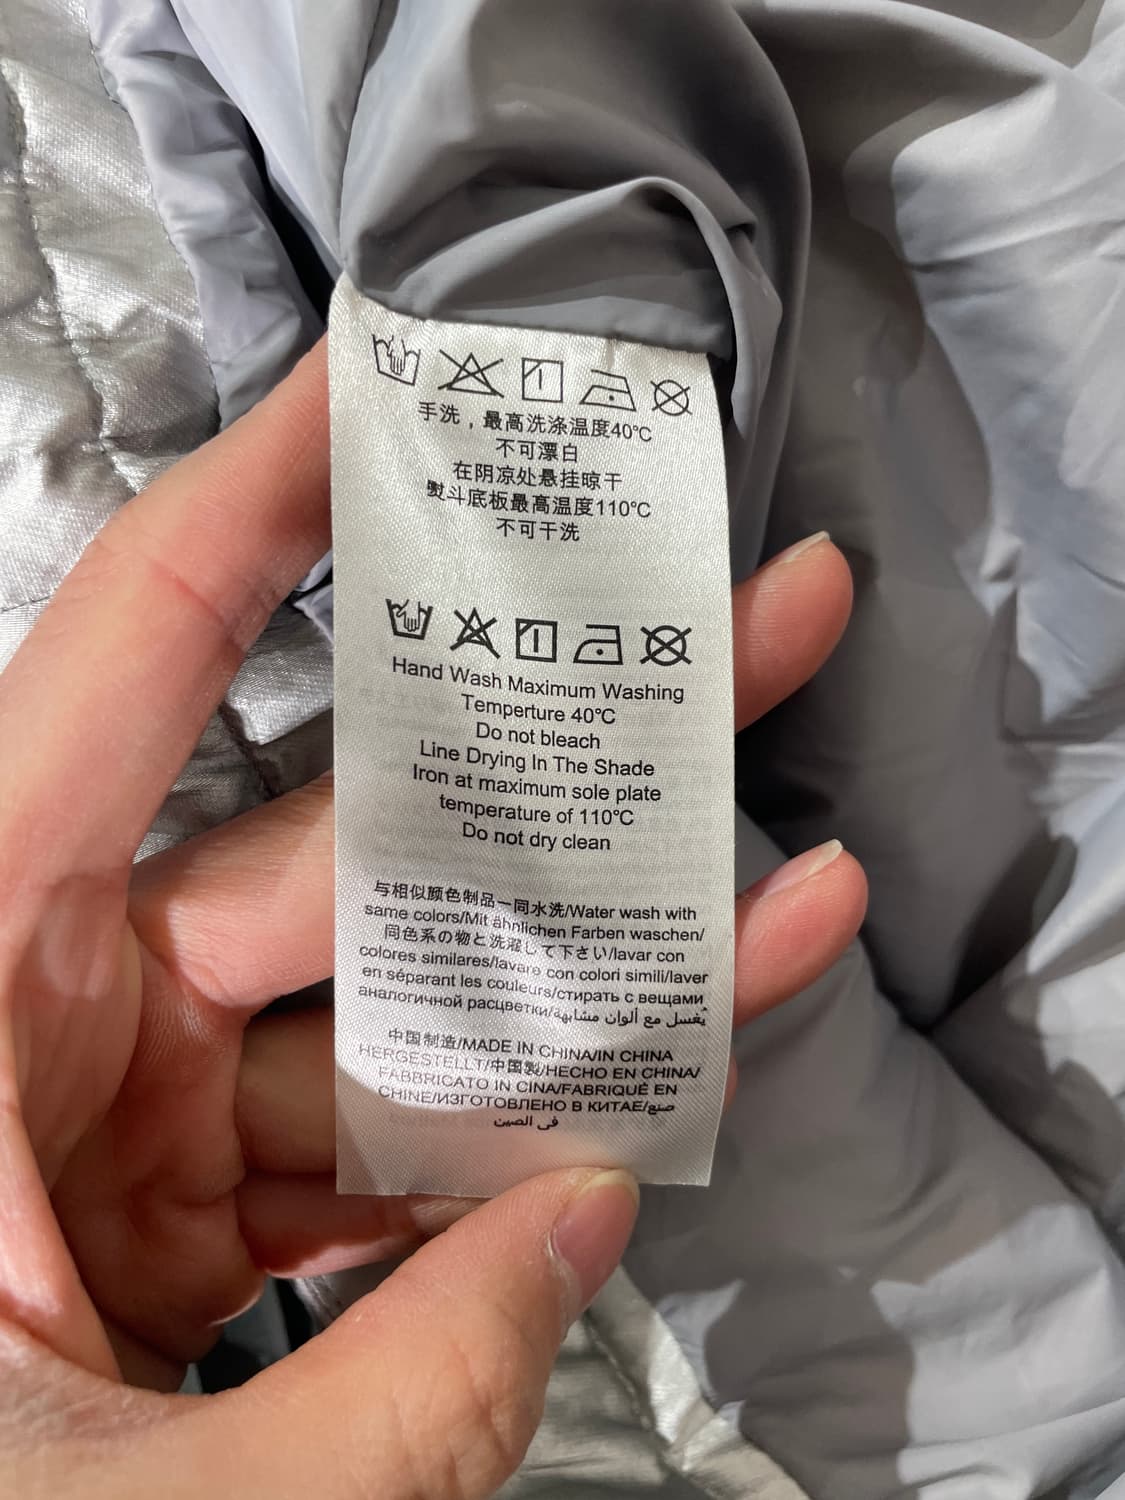 手洗，最高洗涤温度40℃
不可漂白
在阴凉处悬挂晾干
熨斗底板最高温度110℃
不可干洗
Hand Wash Maximum Washing
Temperture 40℃
Do not bleach
Line Drying In The Shade
Iron at maximum sole plate
temperature of 110℃
Do not dry clean
与相似颜色制品一同水洗/Water wash with
same colors/Mit ähnlichen Farben waschen/
同色系の物と洗濯して下さい/lavar con
colores similares/lavare con colori simili/laver
en séparant les couleurs/стирать с вещами
аналогичной расцветки/يُغسل مع ألوان مشابهة
中国制造/MADE IN CHINA/IN CHINA
HERGESTELLT/中国製/HECHO EN CHINA/
FABBRICATO IN CINA/FABRIQUÉ EN
CHINE/ИЗГОТОВЛЕНО В КИТАЕ/صنع
في الصين